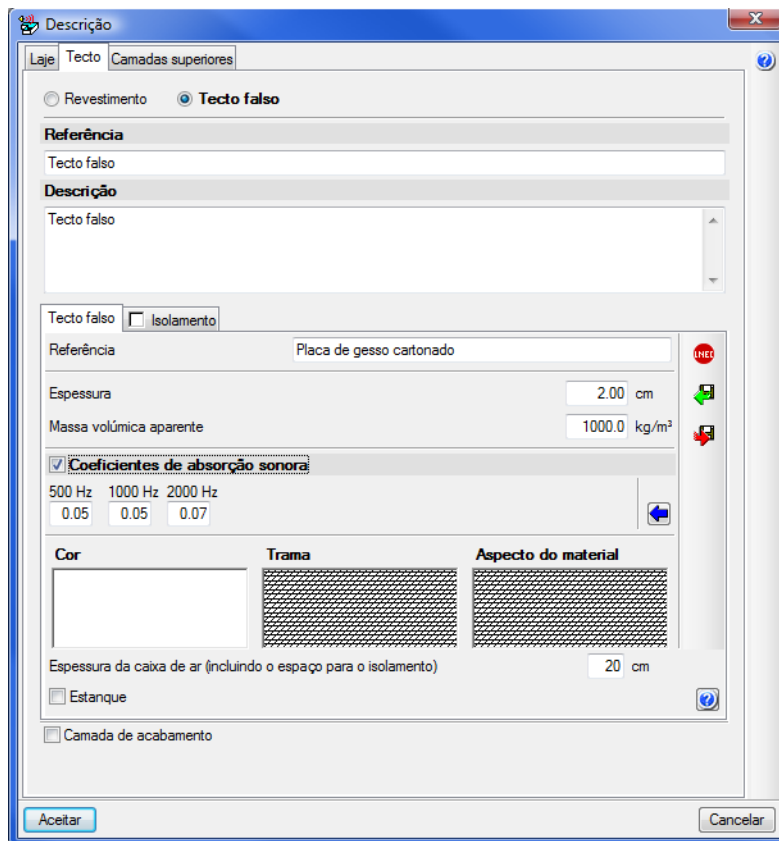 Descrição
Laje Tecto Camadas superiores
Revestimento Tecto falso
Referência
Tecto falso
Descrição
Tecto falso
Tecto falso Isolamento
Referência Placa de gesso cartonado
LNEC
Espessura 2.00 cm
Massa volúmica aparente 1000.0 kg/m³
Coeficientes de absorção sonora
500 Hz 1000 Hz 2000 Hz
0.05 0.05 0.07
Cor Trama Aspecto do material
Espessura da caixa de ar (incluindo o espaço para o isolamento) 20 cm
Estanque
Camada de acabamento
Aceitar Cancelar